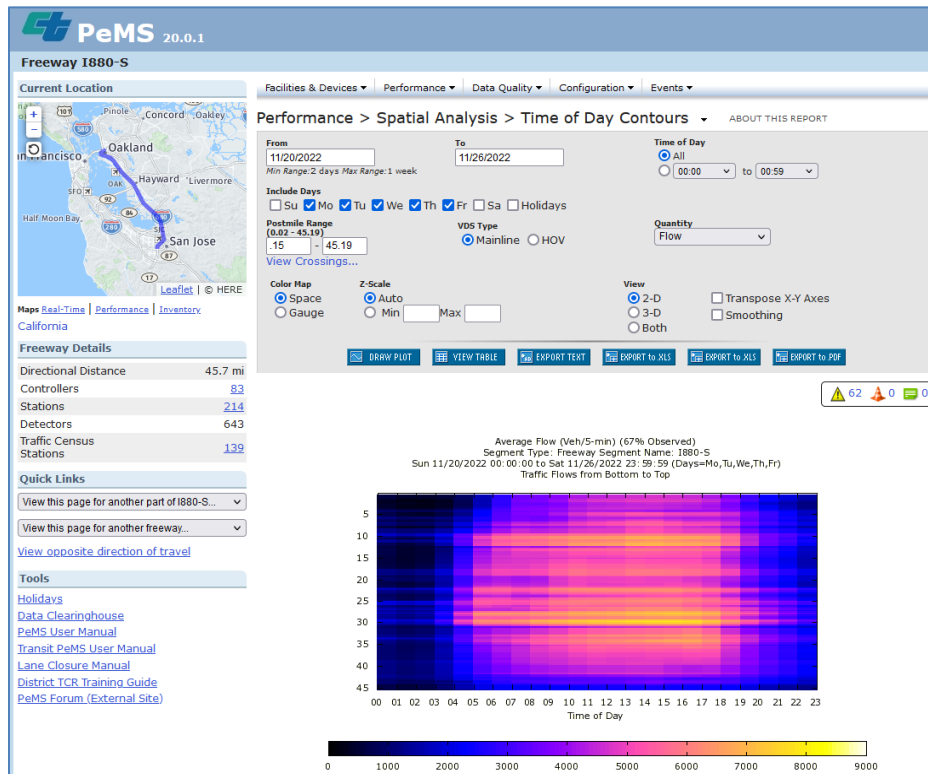 PeMS 20.0.1
Freeway I880-S
Current Location
Pinole
Concord
Oakley
101
580
Oakland
n Francisco
OAK
Hayward
Livermore
SFO
92
84
Half Moon Bay
280
SJC
San Jose
87
17
Leaflet | © HERE
Maps Real-Time | Performance | Inventory
California
Freeway Details
Directional Distance 45.7 mi
Controllers 83
Stations 214
Detectors 643
Traffic Census
Stations 139
Quick Links
View this page for another part of I880-S...
View this page for another freeway...
View opposite direction of travel
Tools
Holidays
Data Clearinghouse
PeMS User Manual
Transit PeMS User Manual
Lane Closure Manual
District TCR Training Guide
PeMS Forum (External Site)
Facilities & Devices Performance Data Quality Configuration Events
Performance > Spatial Analysis > Time of Day Contours ABOUT THIS REPORT
From To Time of Day
11/20/2022 11/26/2022 All
Min Range:2 days Max Range:1 week 00:00 to 00:59
Include Days
Su Mo Tu We Th Fr Sa Holidays
Postmile Range VDS Type Quantity
(0.02 - 45.19)
.15 - 45.19 Mainline HOV Flow
View Crossings...
Color Map Z-Scale View
Space Auto 2-D Transpose X-Y Axes
Gauge Min Max 3-D Smoothing
Both
DRAW PLOT VIEW TABLE EXPORT TEXT EXPORT to .XLS EXPORT to .XLS EXPORT to .PDF
62 0 0
Average Flow (Veh/5-min) (67% Observed)
Segment Type: Freeway Segment Name: I880-S
Sun 11/20/2022 00:00:00 to Sat 11/26/2022 23:59:59 (Days=Mo,Tu,We,Th,Fr)
Traffic Flows from Bottom to Top
5
10
15
20
25
30
35
40
45
00 01 02 03 04 05 06 07 08 09 10 11 12 13 14 15 16 17 18 19 20 21 22 23
Time of Day
0 1000 2000 3000 4000 5000 6000 7000 8000 9000